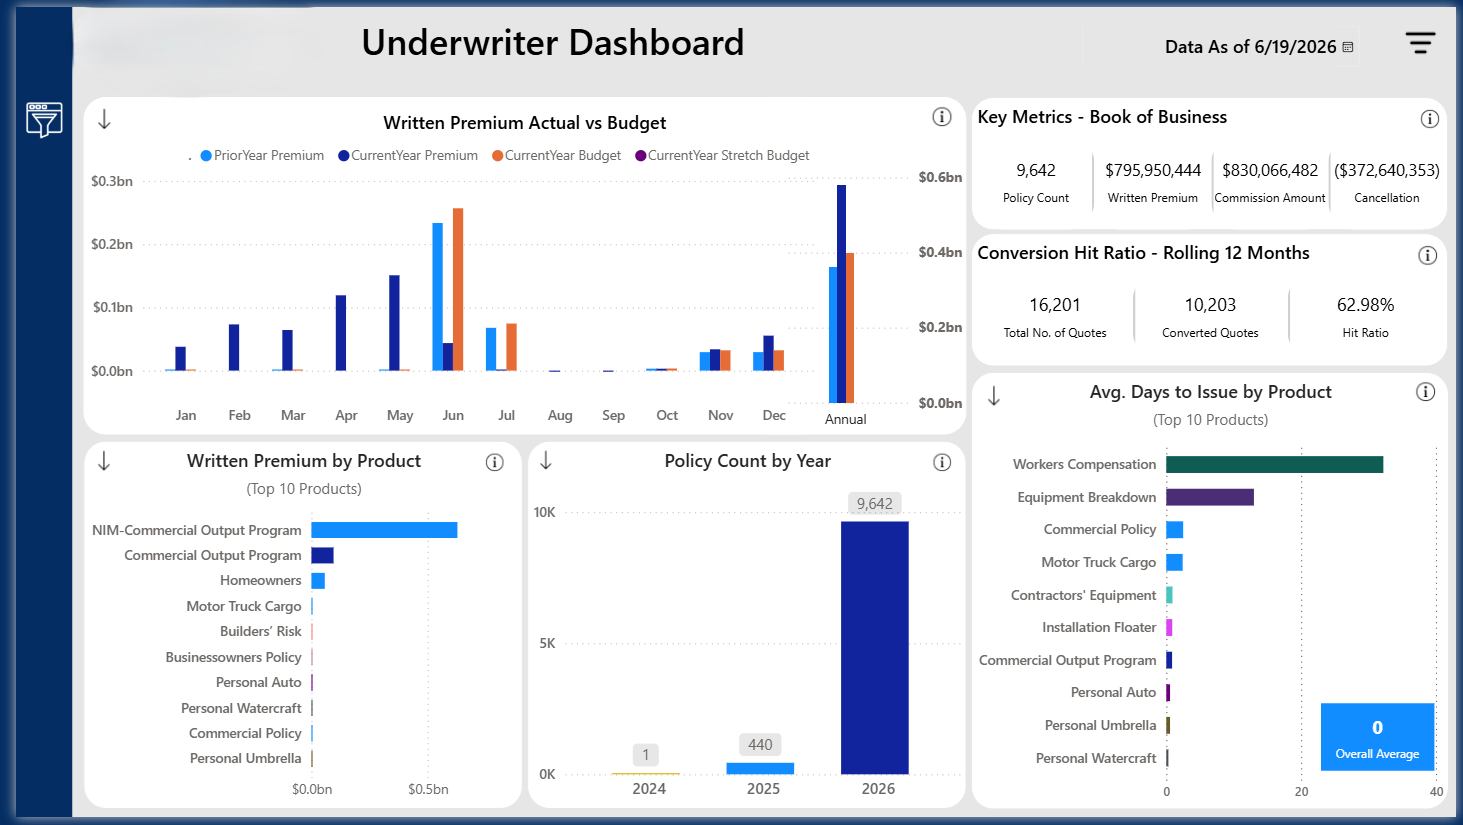 Underwriter Dashboard
Data As of 6/19/2026
Written Premium Actual vs Budget
. PriorYear Premium CurrentYear Premium CurrentYear Budget CurrentYear Stretch Budget
$0.3bn
$0.2bn
$0.1bn
$0.0bn
$0.6bn
$0.4bn
$0.2bn
$0.0bn
Jan Feb Mar Apr May Jun Jul Aug Sep Oct Nov Dec Annual
Key Metrics - Book of Business
9,642 $795,950,444 $830,066,482 ($372,640,353)
Policy Count Written Premium Commission Amount Cancellation
Conversion Hit Ratio - Rolling 12 Months
16,201 10,203 62.98%
Total No. of Quotes Converted Quotes Hit Ratio
Written Premium by Product
(Top 10 Products)
NIM-Commercial Output Program
Commercial Output Program
Homeowners
Motor Truck Cargo
Builders' Risk
Businessowners Policy
Personal Auto
Personal Watercraft
Commercial Policy
Personal Umbrella
$0.0bn $0.5bn
Policy Count by Year
10K
5K
0K
1
440
9,642
2024 2025 2026
Avg. Days to Issue by Product
(Top 10 Products)
Workers Compensation
Equipment Breakdown
Commercial Policy
Motor Truck Cargo
Contractors' Equipment
Installation Floater
Commercial Output Program
Personal Auto
Personal Umbrella
Personal Watercraft
0 20 40
0
Overall Average